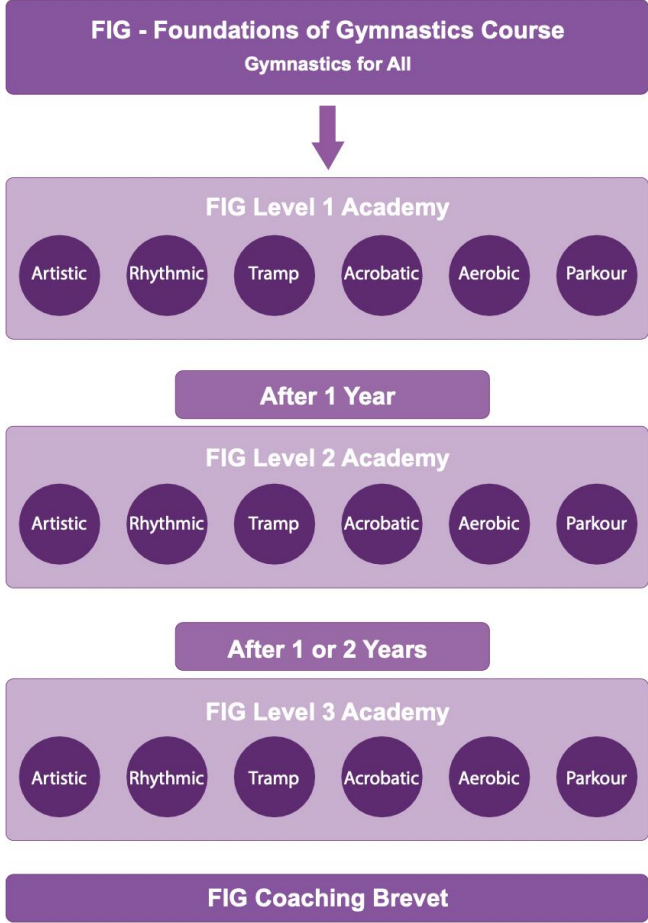 FIG - Foundations of Gymnastics Course
Gymnastics for All
FIG Level 1 Academy
Artistic Rhythmic Tramp Acrobatic Aerobic Parkour
After 1 Year
FIG Level 2 Academy
Artistic Rhythmic Tramp Acrobatic Aerobic Parkour
After 1 or 2 Years
FIG Level 3 Academy
Artistic Rhythmic Tramp Acrobatic Aerobic Parkour
FIG Coaching Brevet